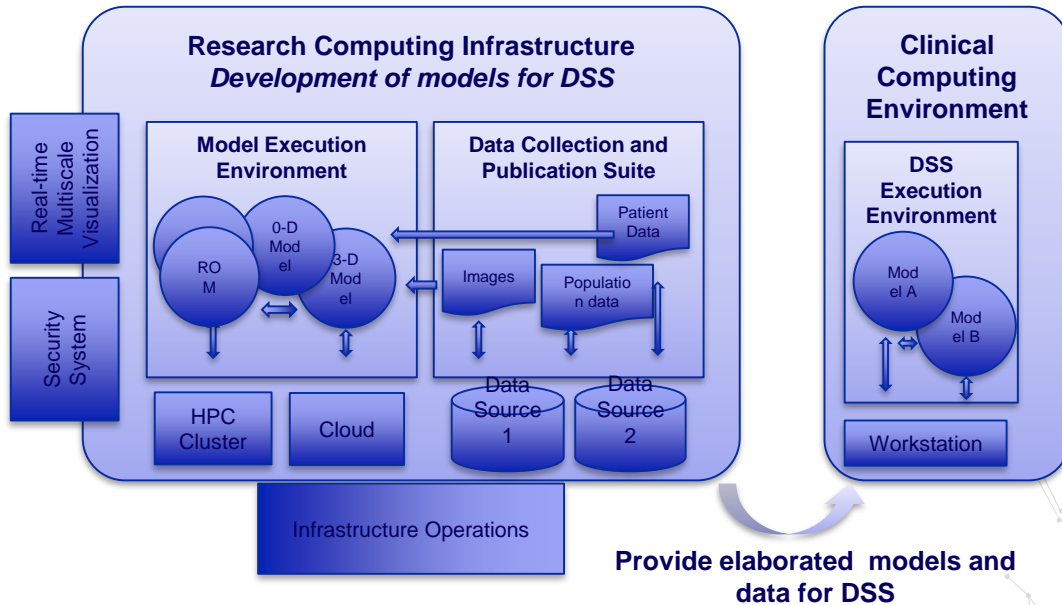 Research Computing Infrastructure
Development of models for DSS
Real-time
Multiscale
Visualization
Security
System
Model Execution
Environment
0-D
Mod
el
3-D
Mod
el
RO
M
Data Collection and
Publication Suite
Patient
Data
Images
Populatio
n data
HPC
Cluster
Cloud
Data
Source
1
Data
Source
2
Infrastructure Operations
Clinical
Computing
Environment
DSS
Execution
Environment
Mod
el A
Mod
el B
Workstation
Provide elaborated models and
data for DSS